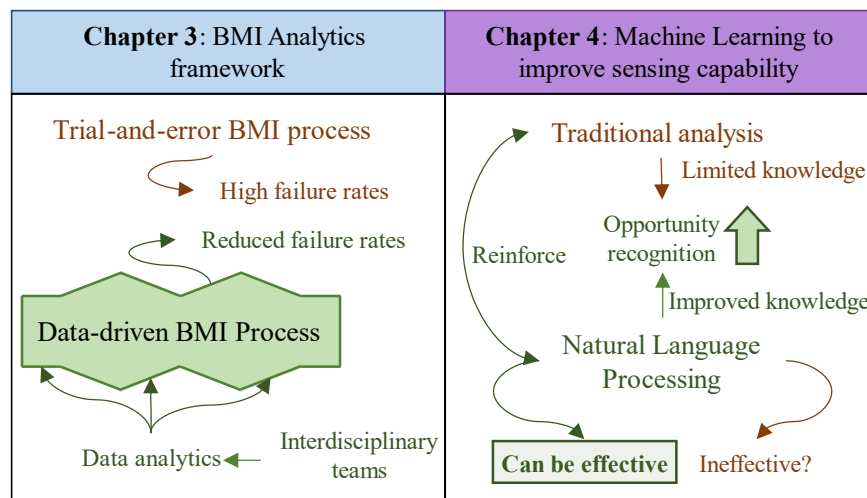 Chapter 3: BMI Analytics
framework
Trial-and-error BMI process
High failure rates
Reduced failure rates
Data-driven BMI Process
Data analytics
Interdisciplinary
teams
Chapter 4: Machine Learning to
improve sensing capability
Traditional analysis
Limited knowledge
Opportunity
recognition
Reinforce
Improved knowledge
Natural Language
Processing
Can be effective
Ineffective?